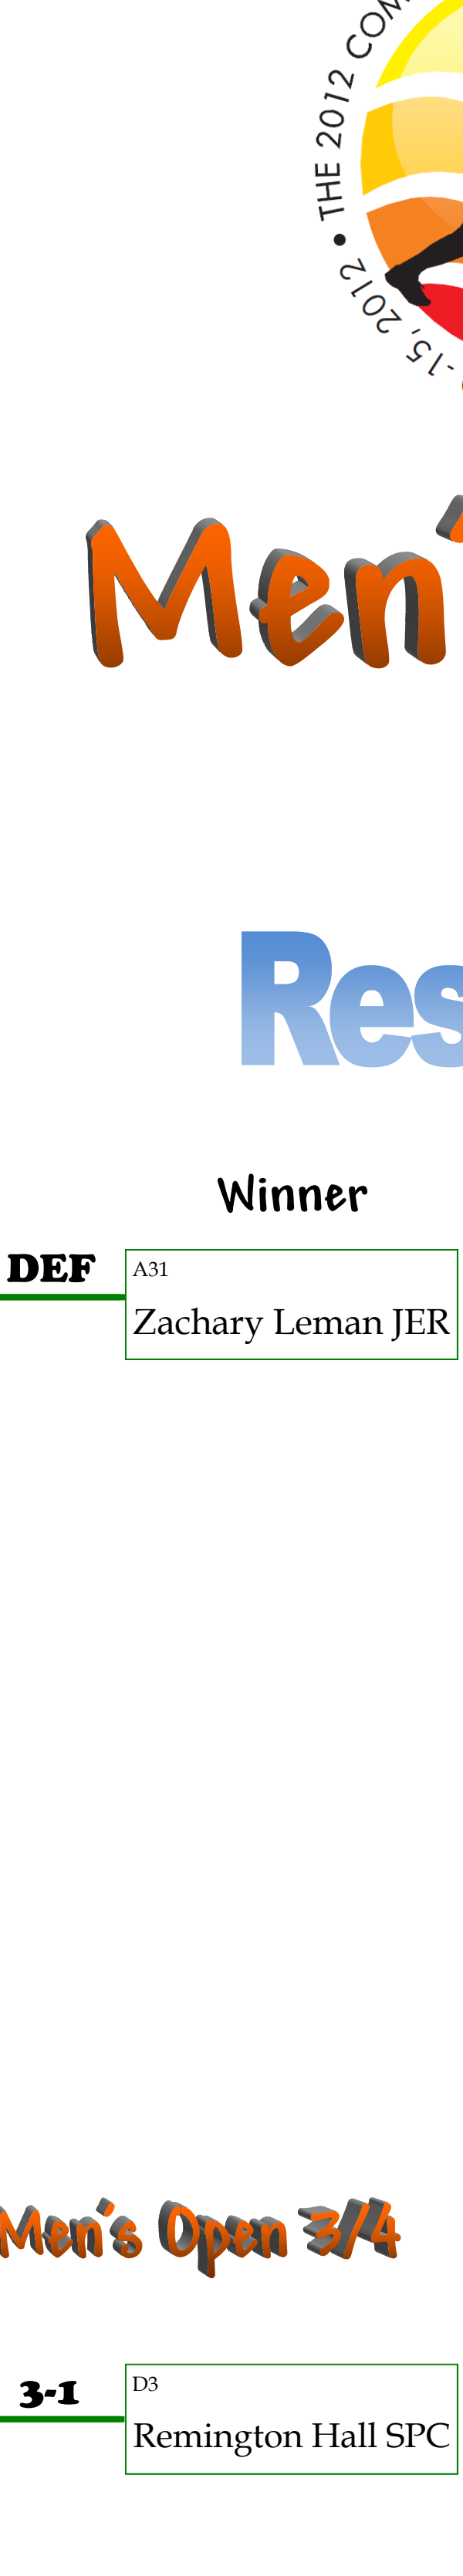 THE 2012 COM
-15, 2012 •
Men'
Res
Winner
DEF
A31
Zachary Leman JER
Men's Open 3/4
3-1
D3
Remington Hall SPC